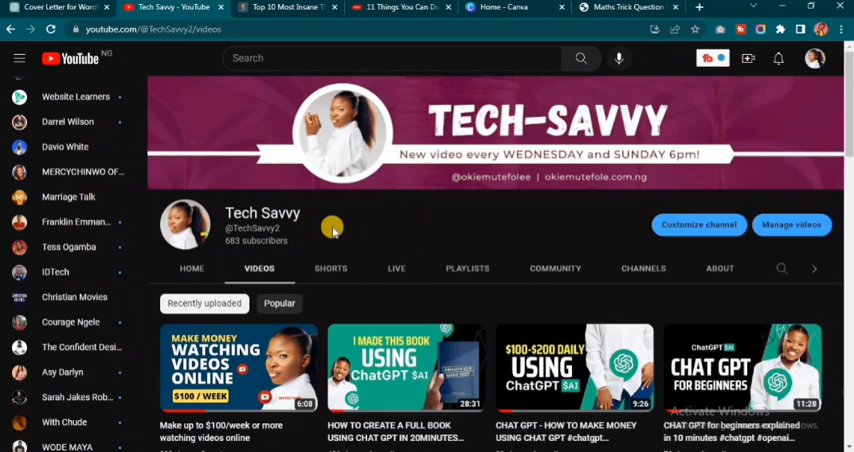 Cover Letter for Word
Tech Savvy - YouTube
Top 10 Most Insane T
11 Things You Can Do
Home - Canva
Maths Trick Question
youtube.com/@TechSavvy2/videos
YouTube NG
Search
Website Learners
Darrel Wilson
Davio White
MERCYCHINWO OF...
Marriage Talk
Franklin Emman...
Tess Ogamba
IDTech
Christian Movies
Courage Ngele
The Confident Desi...
Asy Darlyn
Sarah Jakes Rob...
With Chude
WODE MAYA
TECH-SAVVY
New video every WEDNESDAY and SUNDAY 6pm!
@okiemutefolee | okiemutefole.com.ng
Tech Savvy
@TechSavvy2
683 subscribers
Customize channel
Manage videos
HOME
VIDEOS
SHORTS
LIVE
PLAYLISTS
COMMUNITY
CHANNELS
ABOUT
Recently uploaded
Popular
MAKE MONEY
WATCHING
VIDEOS
ONLINE
$100 / WEEK
6:08
Make up to $100/week or more
watching videos online
I MADE THIS BOOK
USING
ChatGPT $AI
28:31
HOW TO CREATE A FULL BOOK
USING CHAT GPT IN 20MINUTES...
$100-$200 DAILY
USING
ChatGPT $AI
9:26
CHAT GPT - HOW TO MAKE MONEY
USING CHAT GPT #chatgpt...
ChatGPT $AI
CHAT GPT
FOR BEGINNERS
11:28
CHAT GPT for beginners explained
in 10 minutes #chatgpt #openai...
Activate Windows